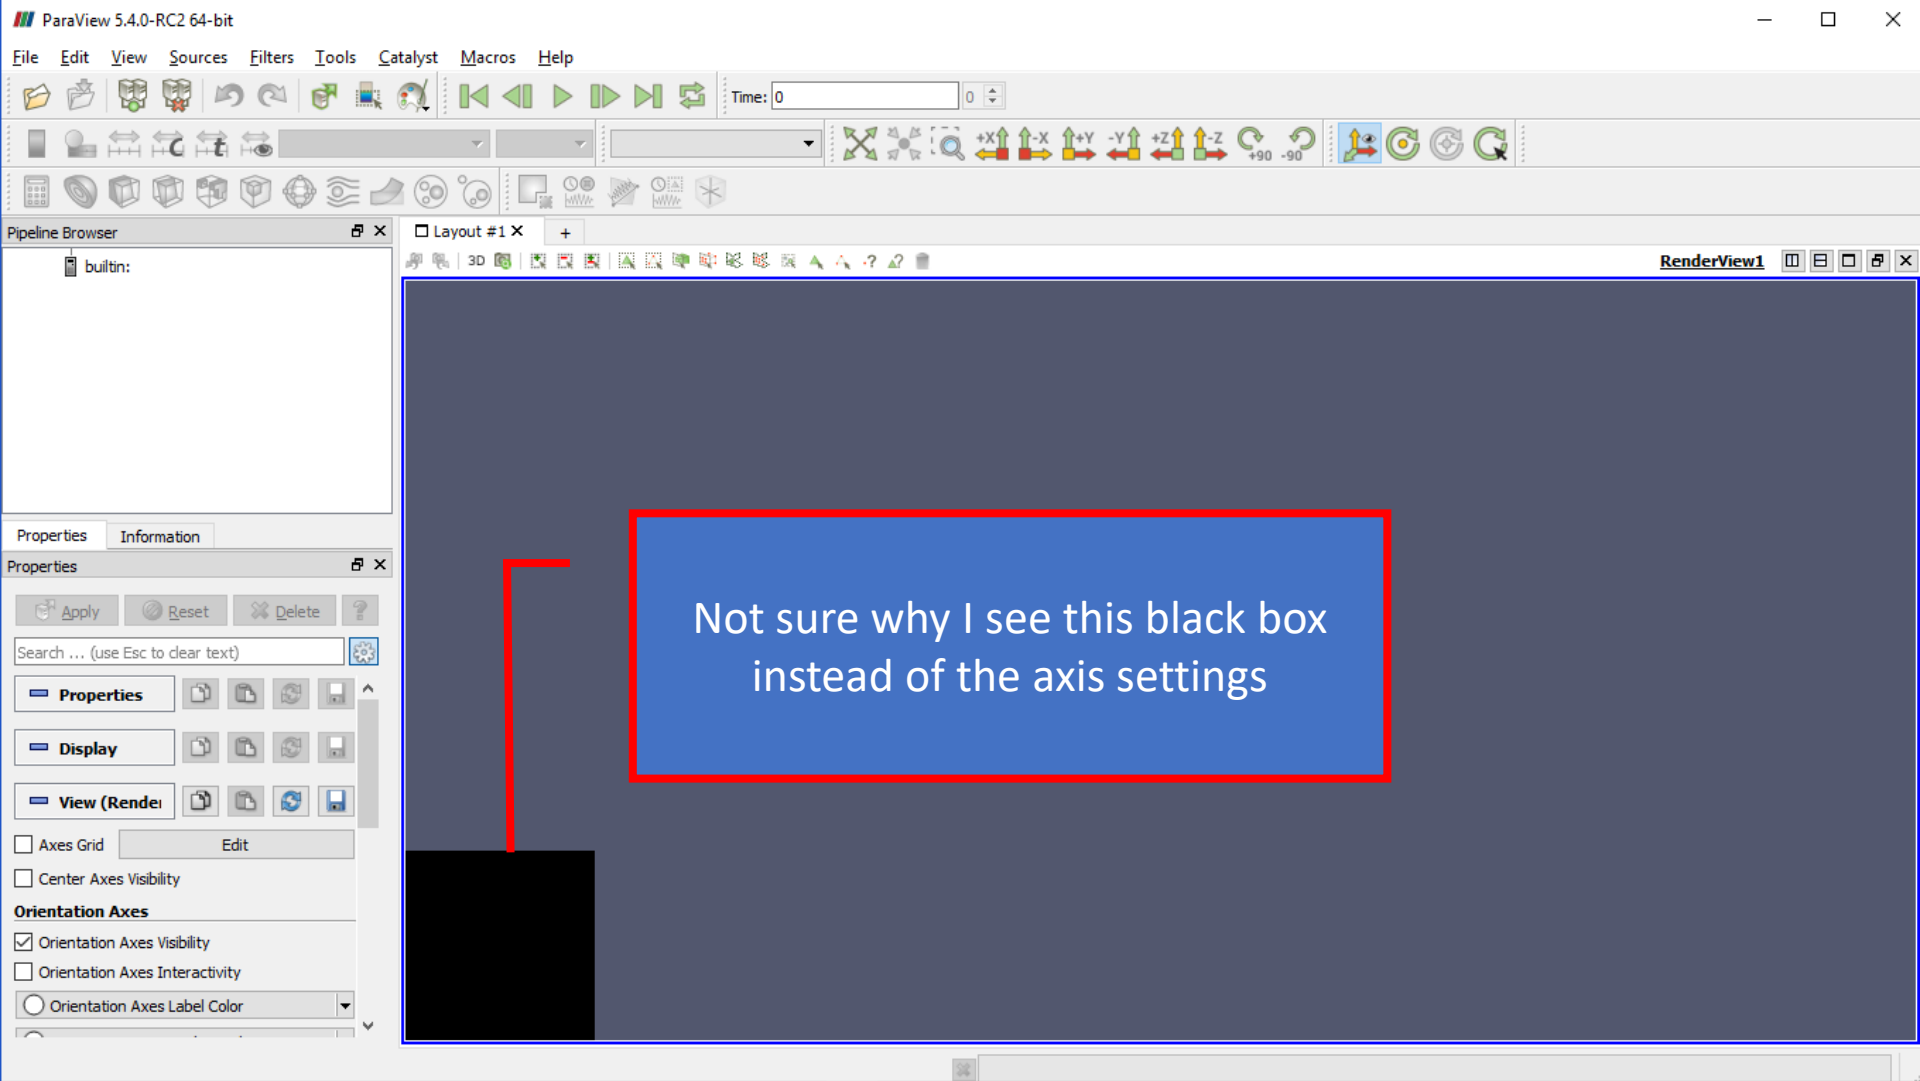 ParaView 5.4.0-RC2 64-bit
File Edit View Sources Filters Tools Catalyst Macros Help
Time: 0 0
+X -X +Y -Y +Z -Z +90 -90
Pipeline Browser
Layout #1 +
builtin:
3D
RenderView1
Properties Information
Properties
Apply Reset Delete ?
Search ... (use Esc to clear text)
Properties
Display
View (Render
Axes Grid Edit
Center Axes Visibility
Orientation Axes
Orientation Axes Visibility
Orientation Axes Interactivity
Orientation Axes Label Color
Not sure why I see this black box
instead of the axis settings